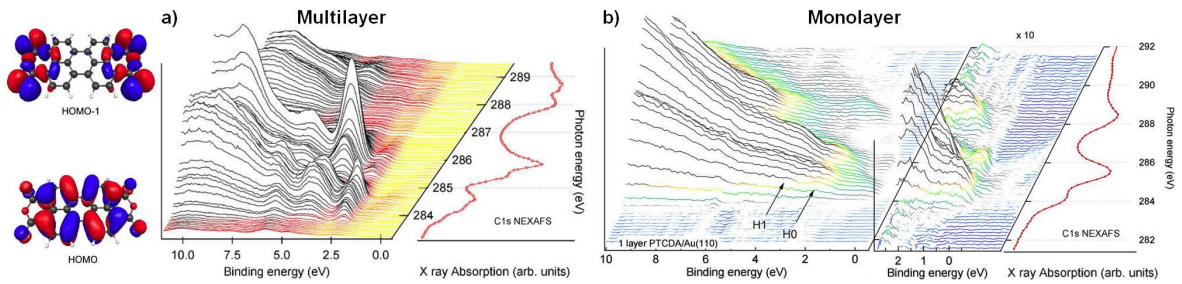 a) Multilayer
b) Monolayer
HOMO-1
HOMO
289
288
287
286
285
284
Photon energy (eV)
C1s NEXAFS
10.0 7.5 5.0 2.5 0.0
Binding energy (eV)
X ray Absorption (arb. units)
x 10
292
290
288
286
284
282
Photon energy (eV)
H1
H0
1 layer PTCDA/Au(110)
C1s NEXAFS
10 8 6 4 2 0
2 1 0
Binding energy (eV)
Binding energy (eV)
X ray Absorption (arb. units)